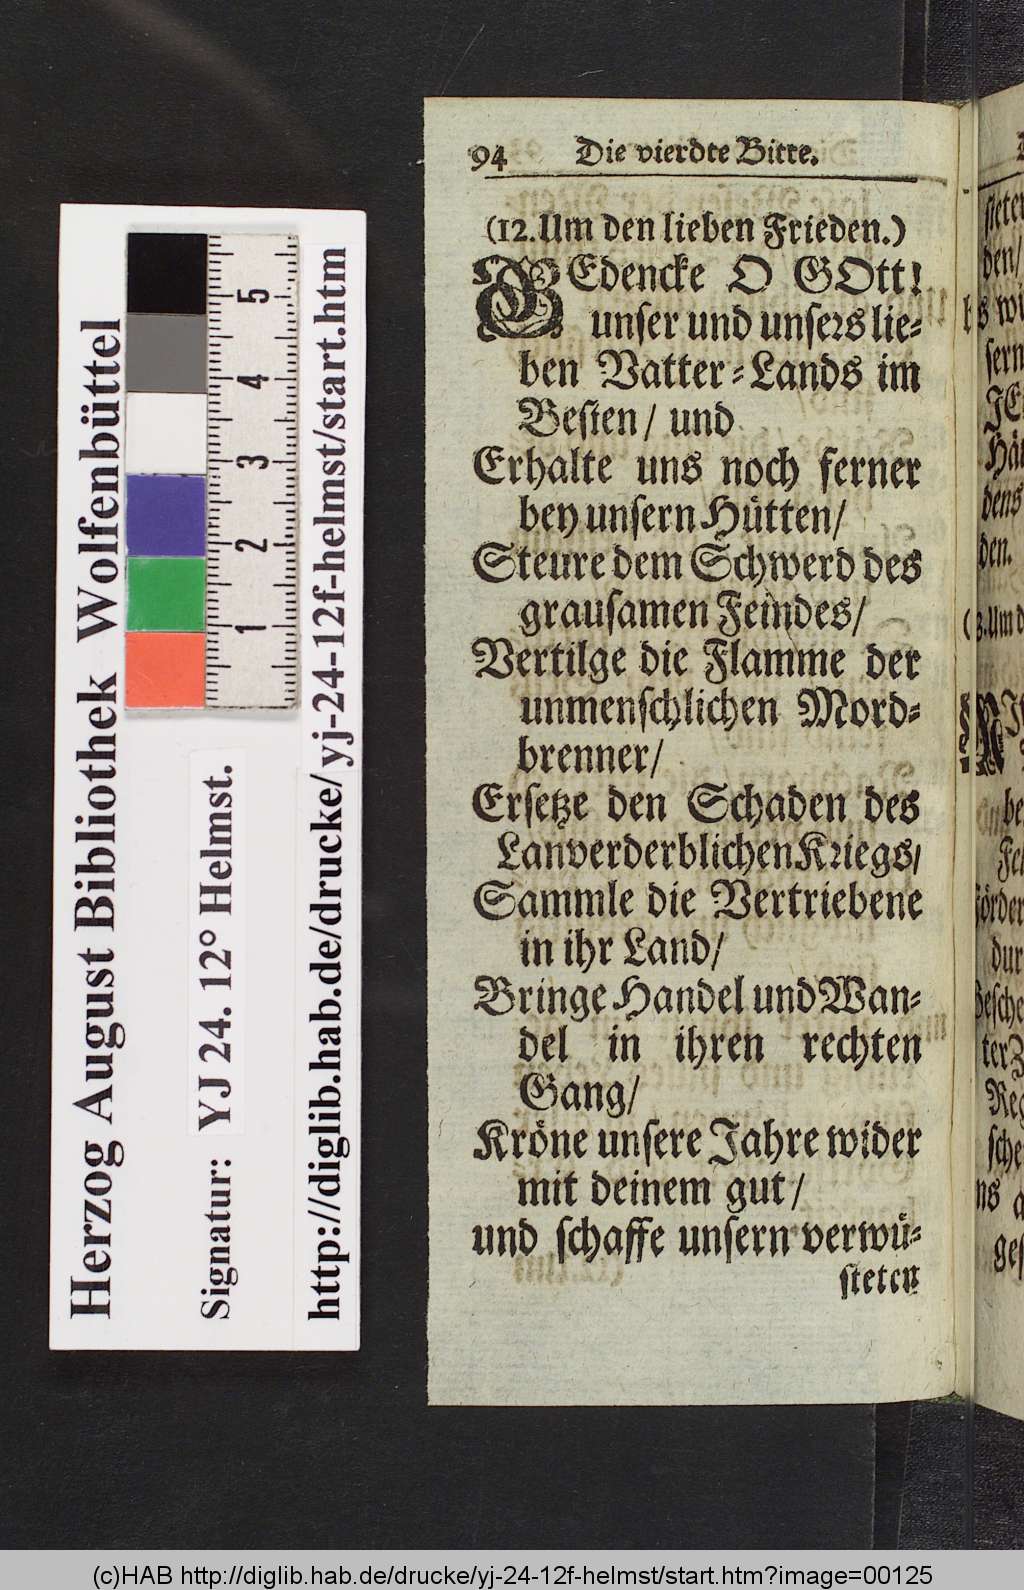 94 Die vierdte Bitte.
(12. Um den lieben Frieden.)
BEdencke O GOtt!
unser und unsers lie-
ben Vatter-Lands im
Besten / und
Erhalte uns noch ferner
bey unsern Hütten/
Steure dem Schwerd des
grausamen Feindes/
Vertilge die Flamme der
unmenschlichen Mord-
brenner/
Ersetze den Schaden des
Lanverderblichen Kriegs/
Sammle die Vertriebene
in ihr Land/
Bringe Handel und Wan-
del in ihren rechten
Gang/
Kröne unsere Jahre wider
mit deinem gut /
und schaffe unsern verwü-
steten
Herzog August Bibliothek Wolfenbüttel
Signatur: YJ 24. 12° Helmst.
http://diglib.hab.de/drucke/yj-24-12f-helmst/start.htm
5
4
3
2
1
(c)HAB http://diglib.hab.de/drucke/yj-24-12f-helmst/start.htm?image=00125